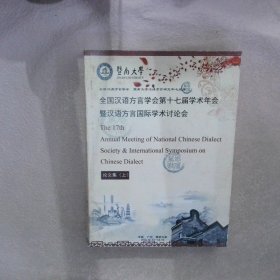 暨南大学
全国汉语方言学会第十七届学术年会
暨汉语方言国际学术讨论会
The 17th
Annual Meeting of National Chinese Dialect
Society & International Symposium on
Chinese Dialect
论文集（上）